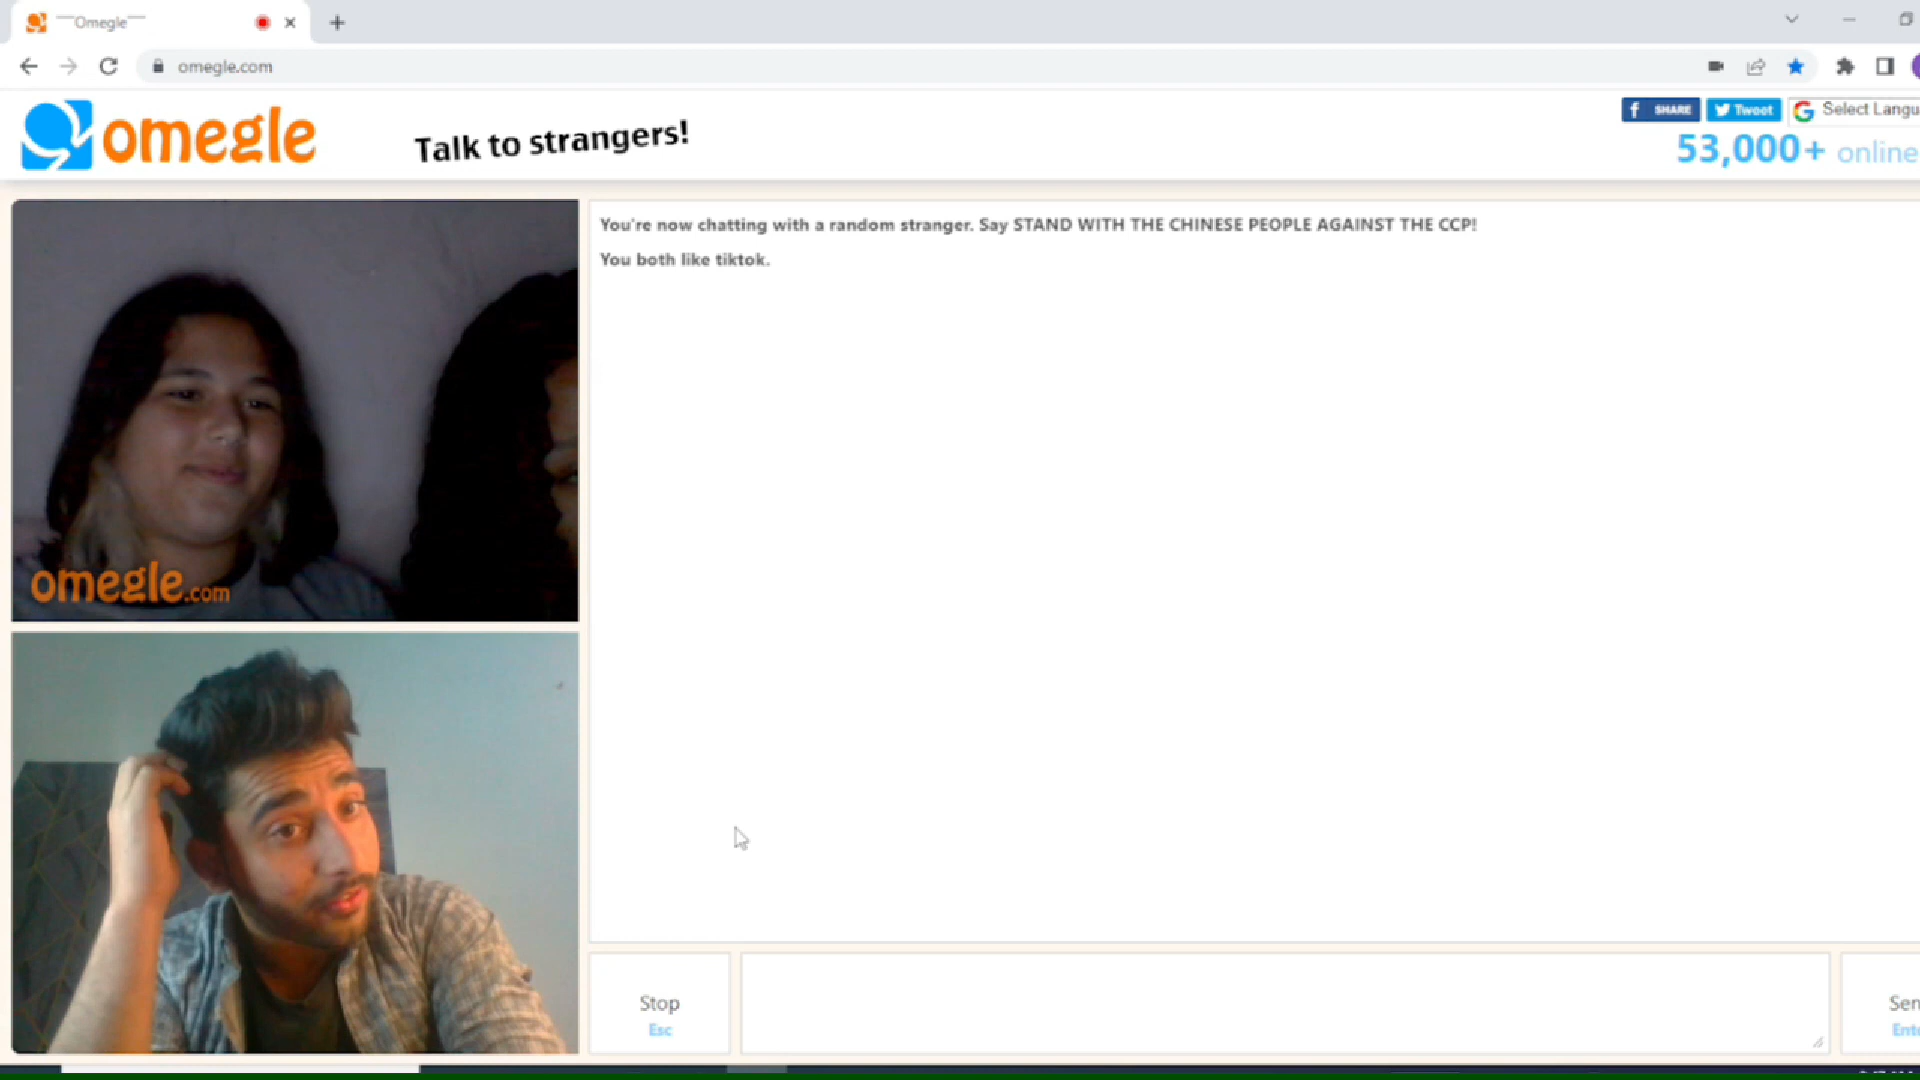 Omegle
omegle.com
omegle
Talk to strangers!
SHARE
Tweet
Select Langu
53,000+ online
You're now chatting with a random stranger. Say STAND WITH THE CHINESE PEOPLE AGAINST THE CCP!
You both like tiktok.
omegle.com
Stop
Esc
Sen
Ente